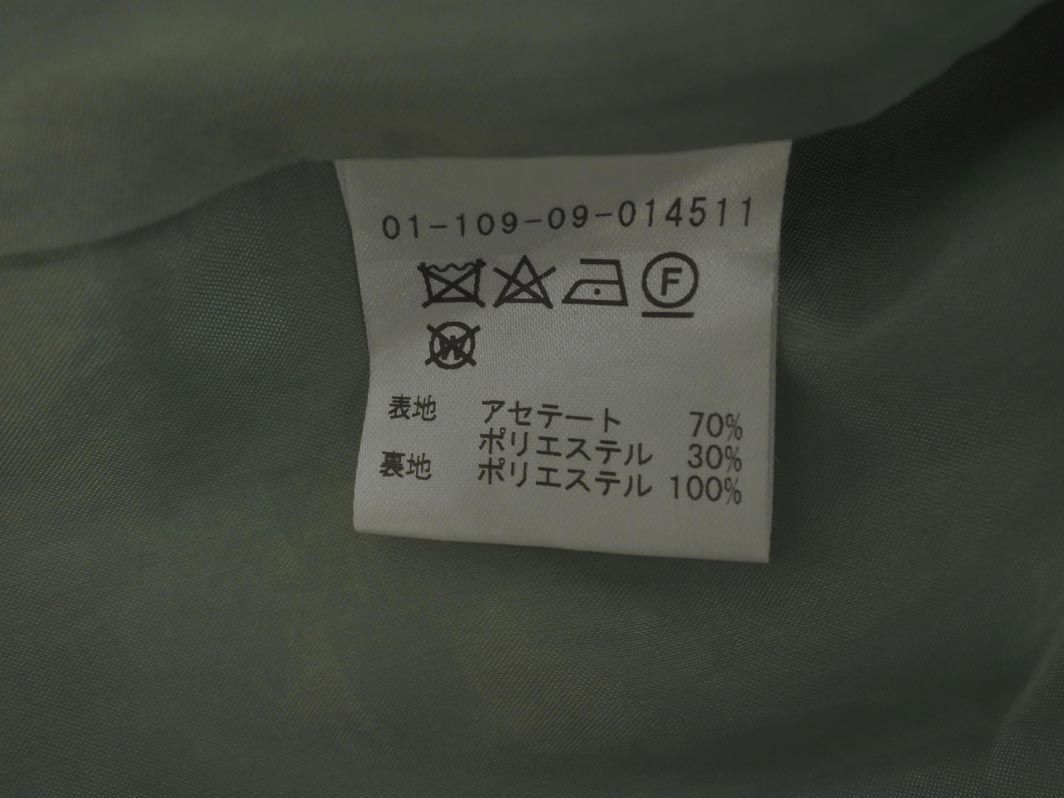 01-109-09-014511
F
W
表地 アセテート 70%
ポリエステル 30%
裏地 ポリエステル 100%